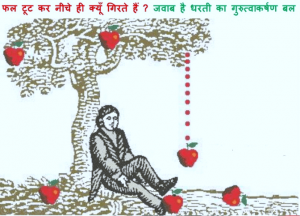 फल टूट कर नीचे ही क्यूँ गिरते हैं ? जवाब है धरती का गुरुत्वाकर्षण बल